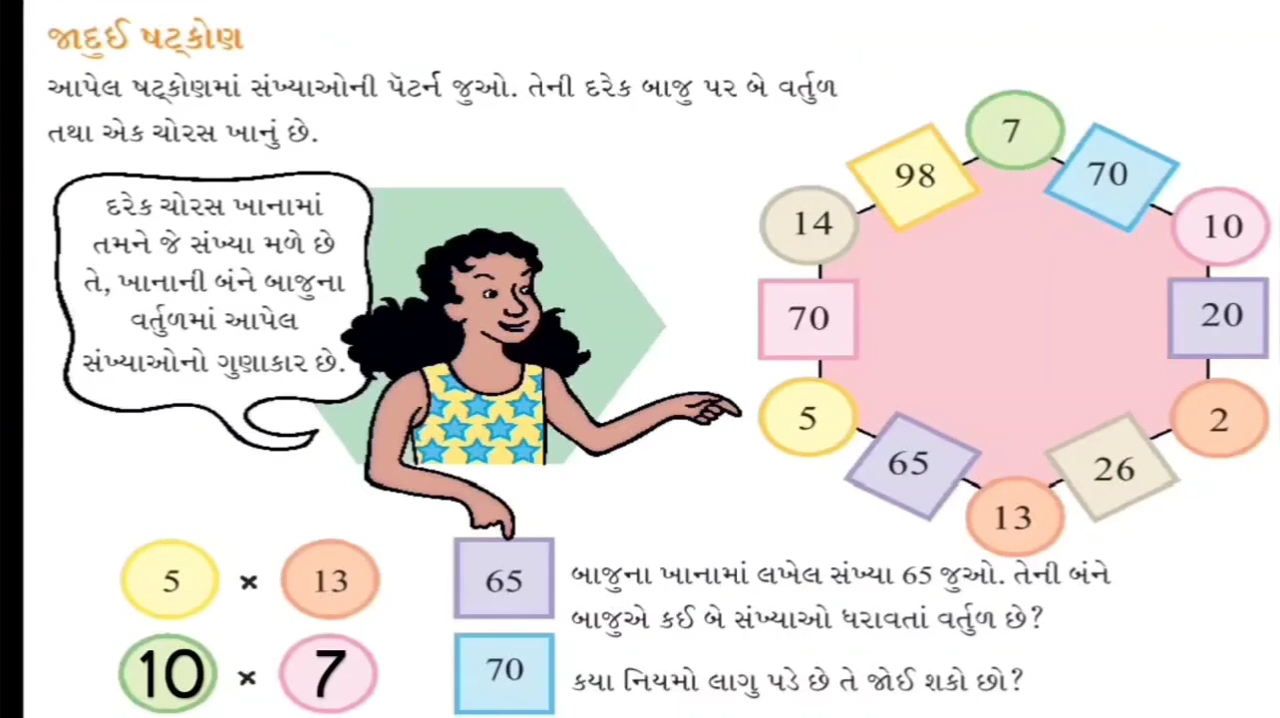 જાદુઈ ષટ્કોણ
આપેલ ષટ્કોણમાં સંખ્યાઓની પૅટર્ન જુઓ. તેની દરેક બાજુ પર બે વર્તુળ
તથા એક ચોરસ ખાનું છે.
દરેક ચોરસ ખાનામાં
તમને જે સંખ્યા મળે છે
તે, ખાનાની બંને બાજુના
વર્તુળમાં આપેલ
સંખ્યાઓનો ગુણાકાર છે.
7
98
70
14
10
70
20
5
2
65
26
13
5 × 13 65
બાજુના ખાનામાં લખેલ સંખ્યા 65 જુઓ. તેની બંને
બાજુએ કઈ બે સંખ્યાઓ ધરાવતાં વર્તુળ છે?
10 × 7 70
કયા નિયમો લાગુ પડે છે તે જોઈ શકો છો?